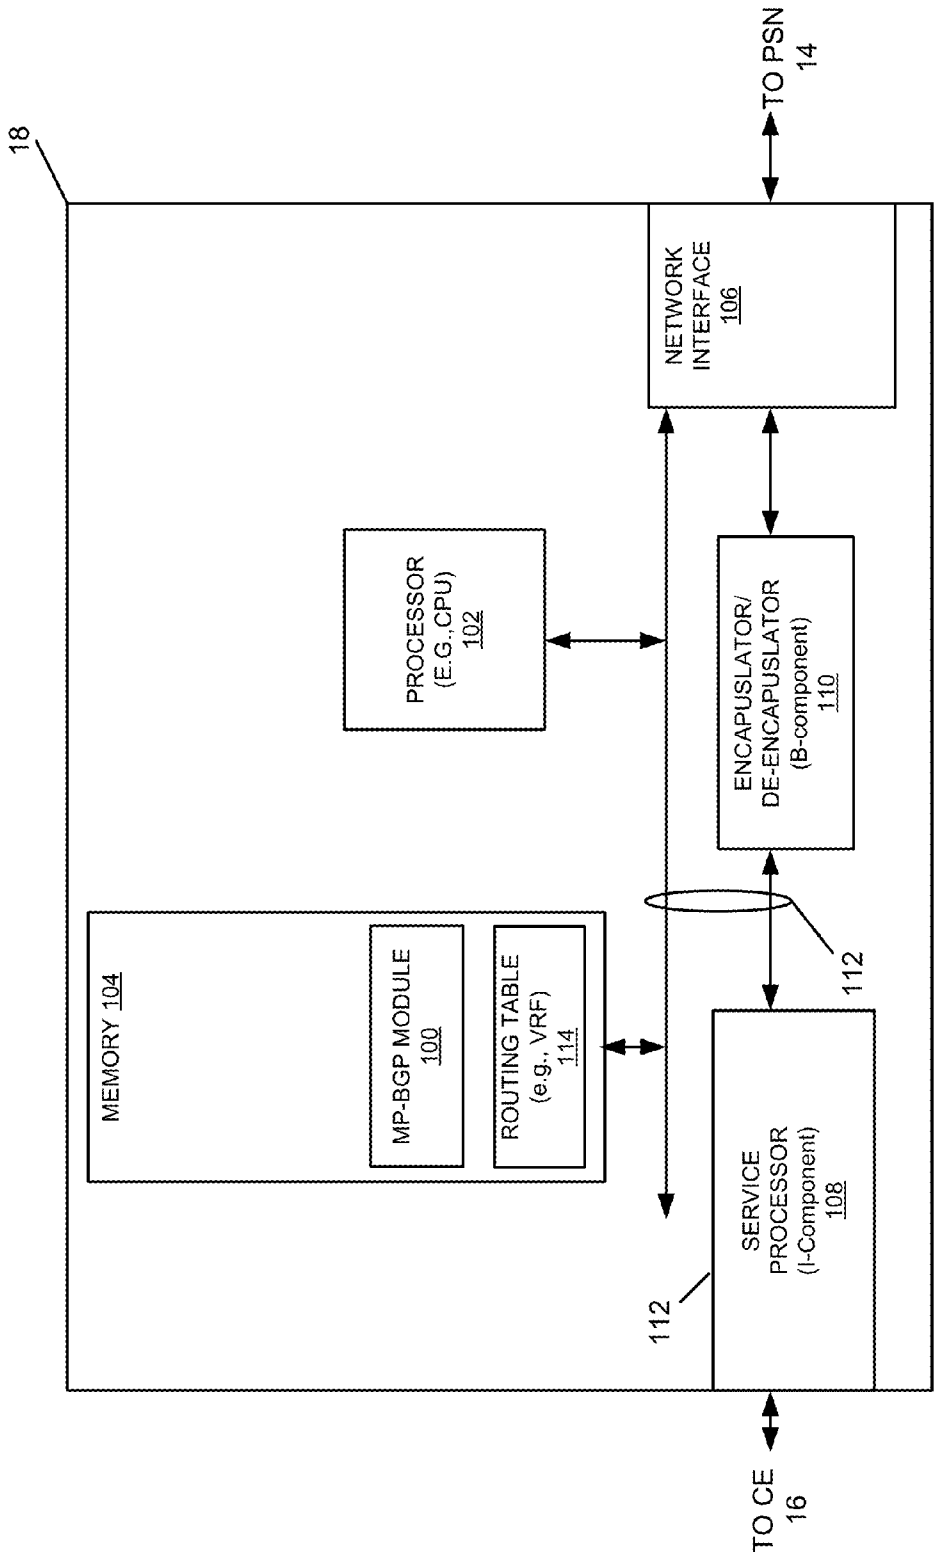 18
MEMORY 104
MP-BGP MODULE
100
ROUTING TABLE
(e.g., VRF)
114
PROCESSOR
(E.G.,CPU)
102
NETWORK
INTERFACE
106
TO PSN
14
112
SERVICE
PROCESSOR
(I-Component)
108
112
ENCAPUSLATOR/
DE-ENCAPUSLATOR
(B-component)
110
TO CE
16